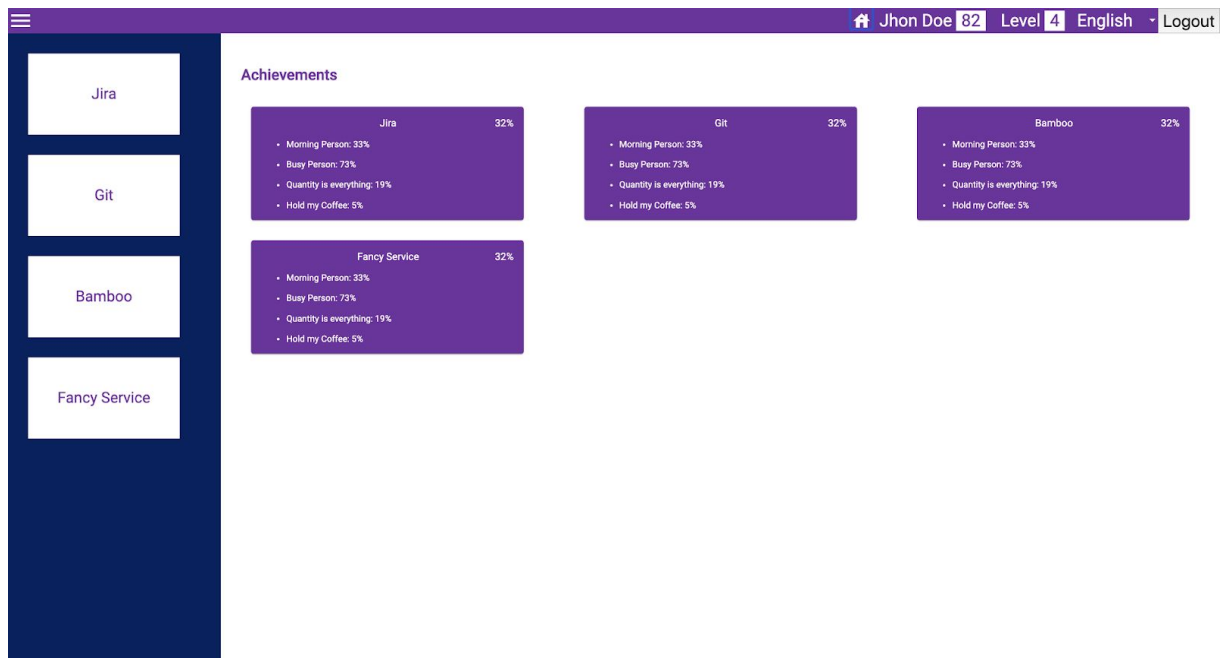 Jhon Doe 82 Level 4 English Logout
Jira
Git
Bamboo
Fancy Service
Achievements
Jira 32%
Morning Person: 33%
Busy Person: 73%
Quantity is everything: 19%
Hold my Coffee: 5%
Git 32%
Morning Person: 33%
Busy Person: 73%
Quantity is everything: 19%
Hold my Coffee: 5%
Bamboo 32%
Morning Person: 33%
Busy Person: 73%
Quantity is everything: 19%
Hold my Coffee: 5%
Fancy Service 32%
Morning Person: 33%
Busy Person: 73%
Quantity is everything: 19%
Hold my Coffee: 5%